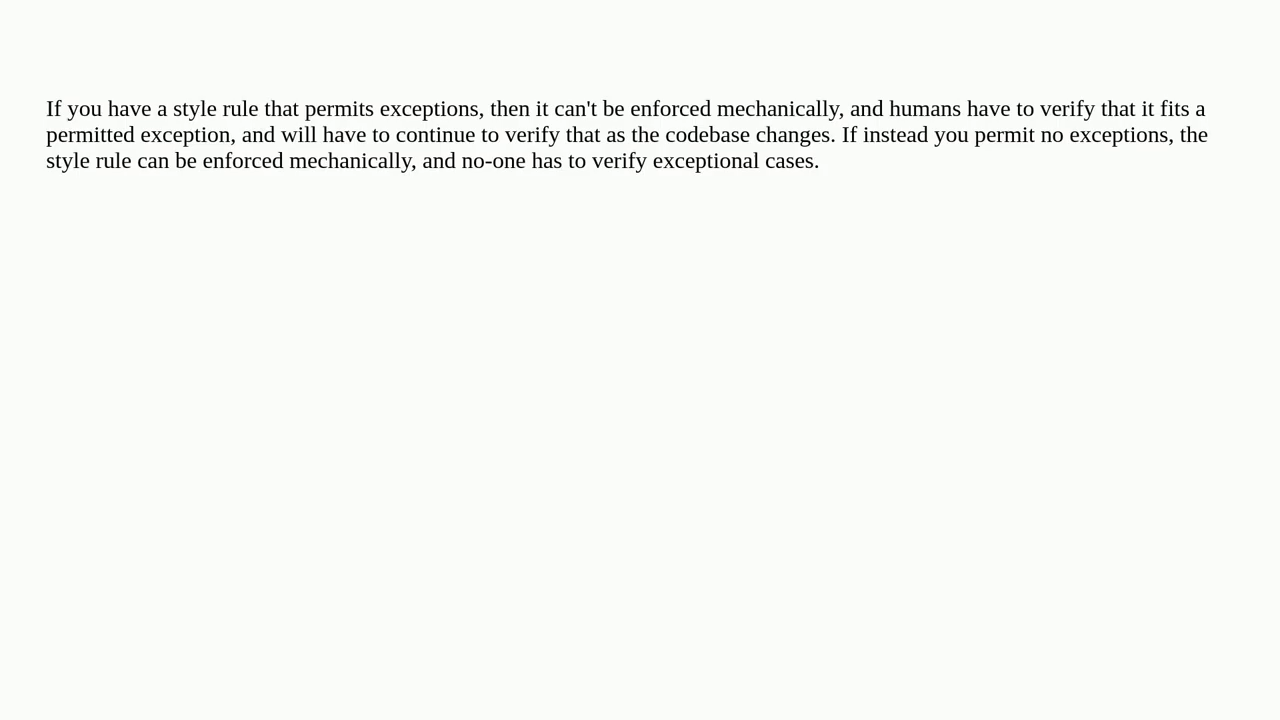 If you have a style rule that permits exceptions, then it can't be enforced mechanically, and humans have to verify that it fits a
permitted exception, and will have to continue to verify that as the codebase changes. If instead you permit no exceptions, the
style rule can be enforced mechanically, and no-one has to verify exceptional cases.